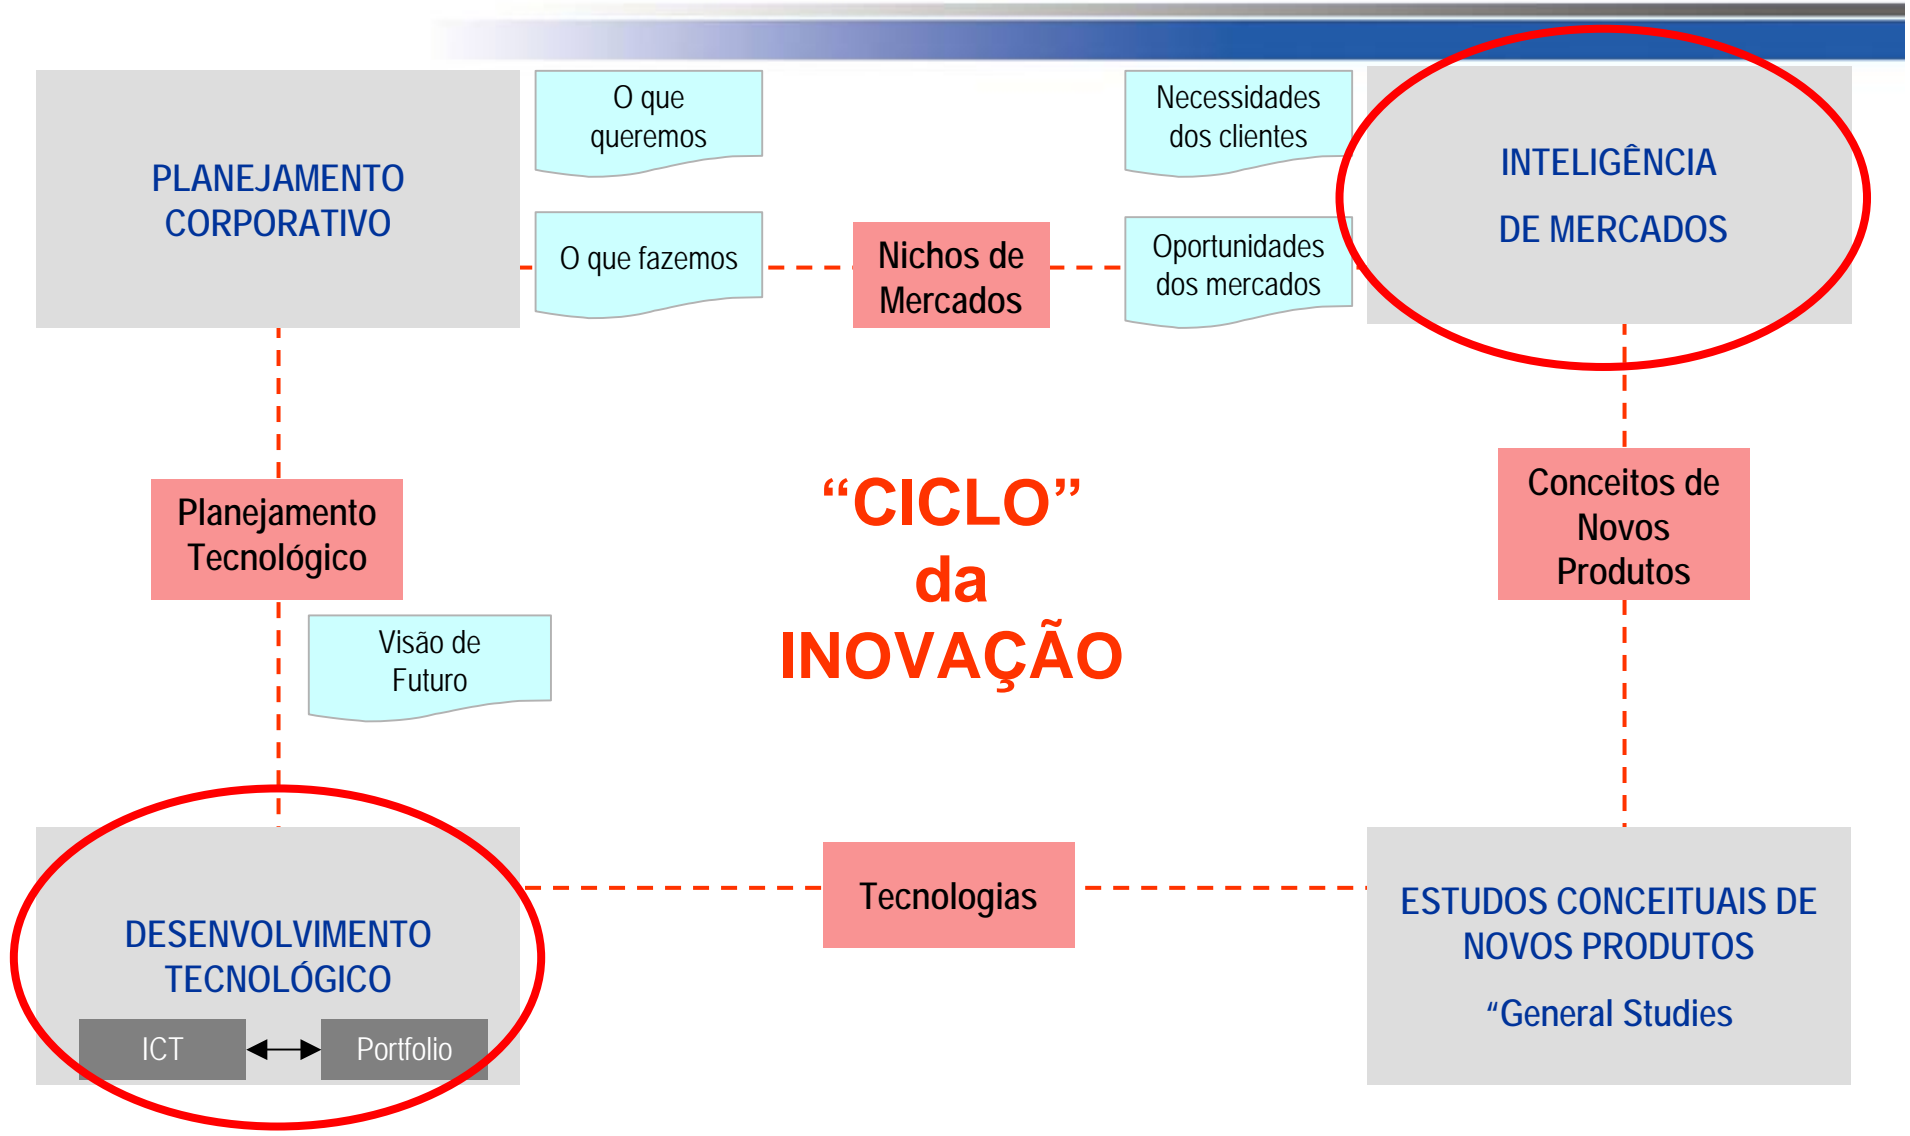 PLANEJAMENTO
CORPORATIVO
O que
queremos
O que fazemos
Nichos de
Mercados
Necessidades
dos clientes
Oportunidades
dos mercados
INTELIGÊNCIA
DE MERCADOS
Planejamento
Tecnológico
Visão de
Futuro
“CICLO”
da
INOVAÇÃO
Conceitos de
Novos
Produtos
DESENVOLVIMENTO
TECNOLÓGICO
ICT
Portfolio
Tecnologias
ESTUDOS CONCEITUAIS DE
NOVOS PRODUTOS
“General Studies